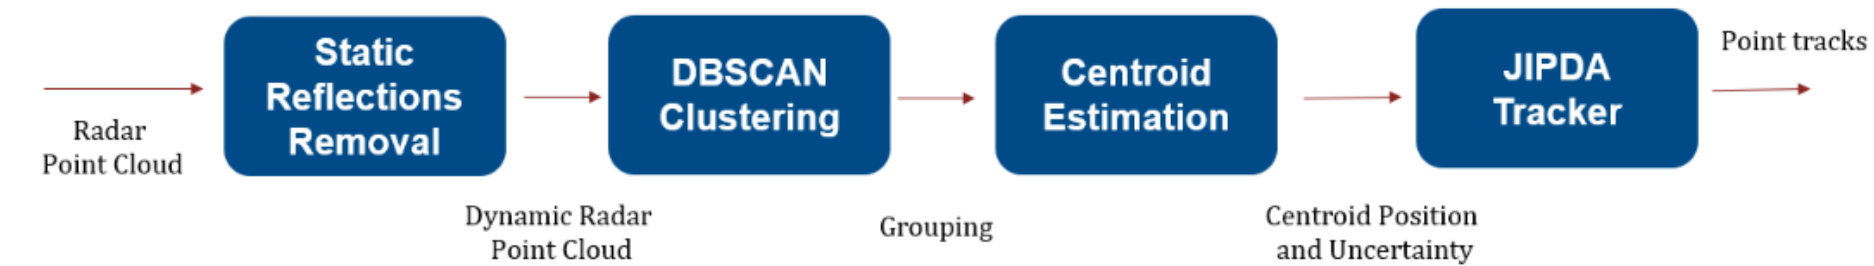 Radar
Point Cloud
Static
Reflections
Removal
Dynamic Radar
Point Cloud
DBSCAN
Clustering
Grouping
Centroid
Estimation
Centroid Position
and Uncertainty
JIPDA
Tracker
Point tracks